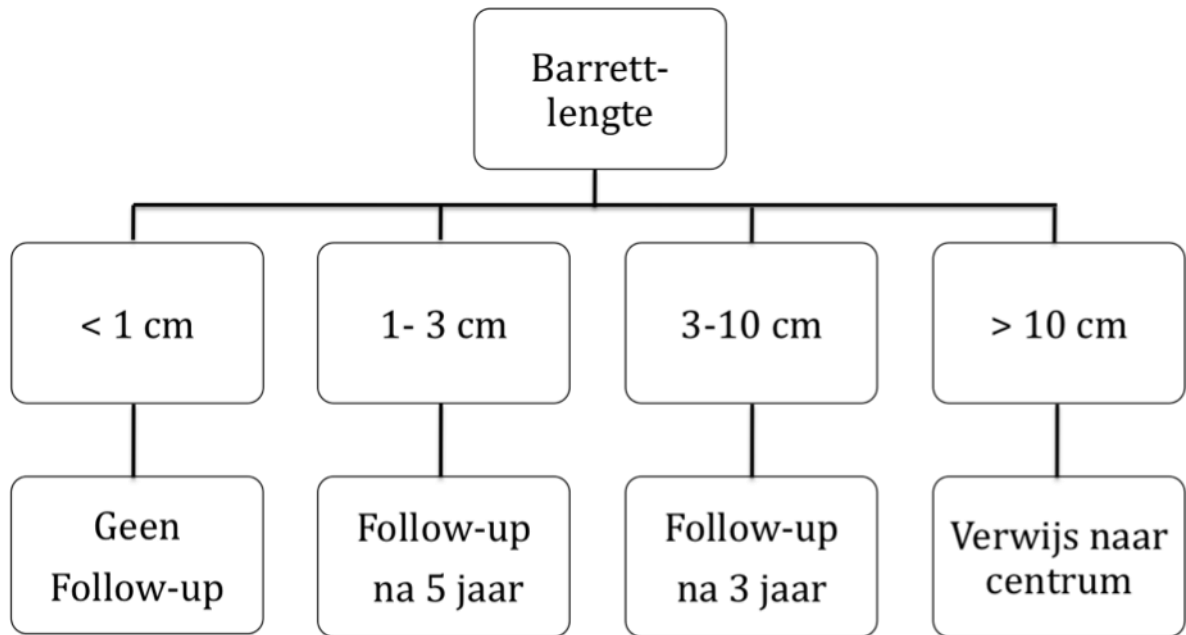 Barrett-
lengte
< 1 cm
1- 3 cm
3-10 cm
> 10 cm
Geen
Follow-up
Follow-up
na 5 jaar
Follow-up
na 3 jaar
Verwijs naar
centrum